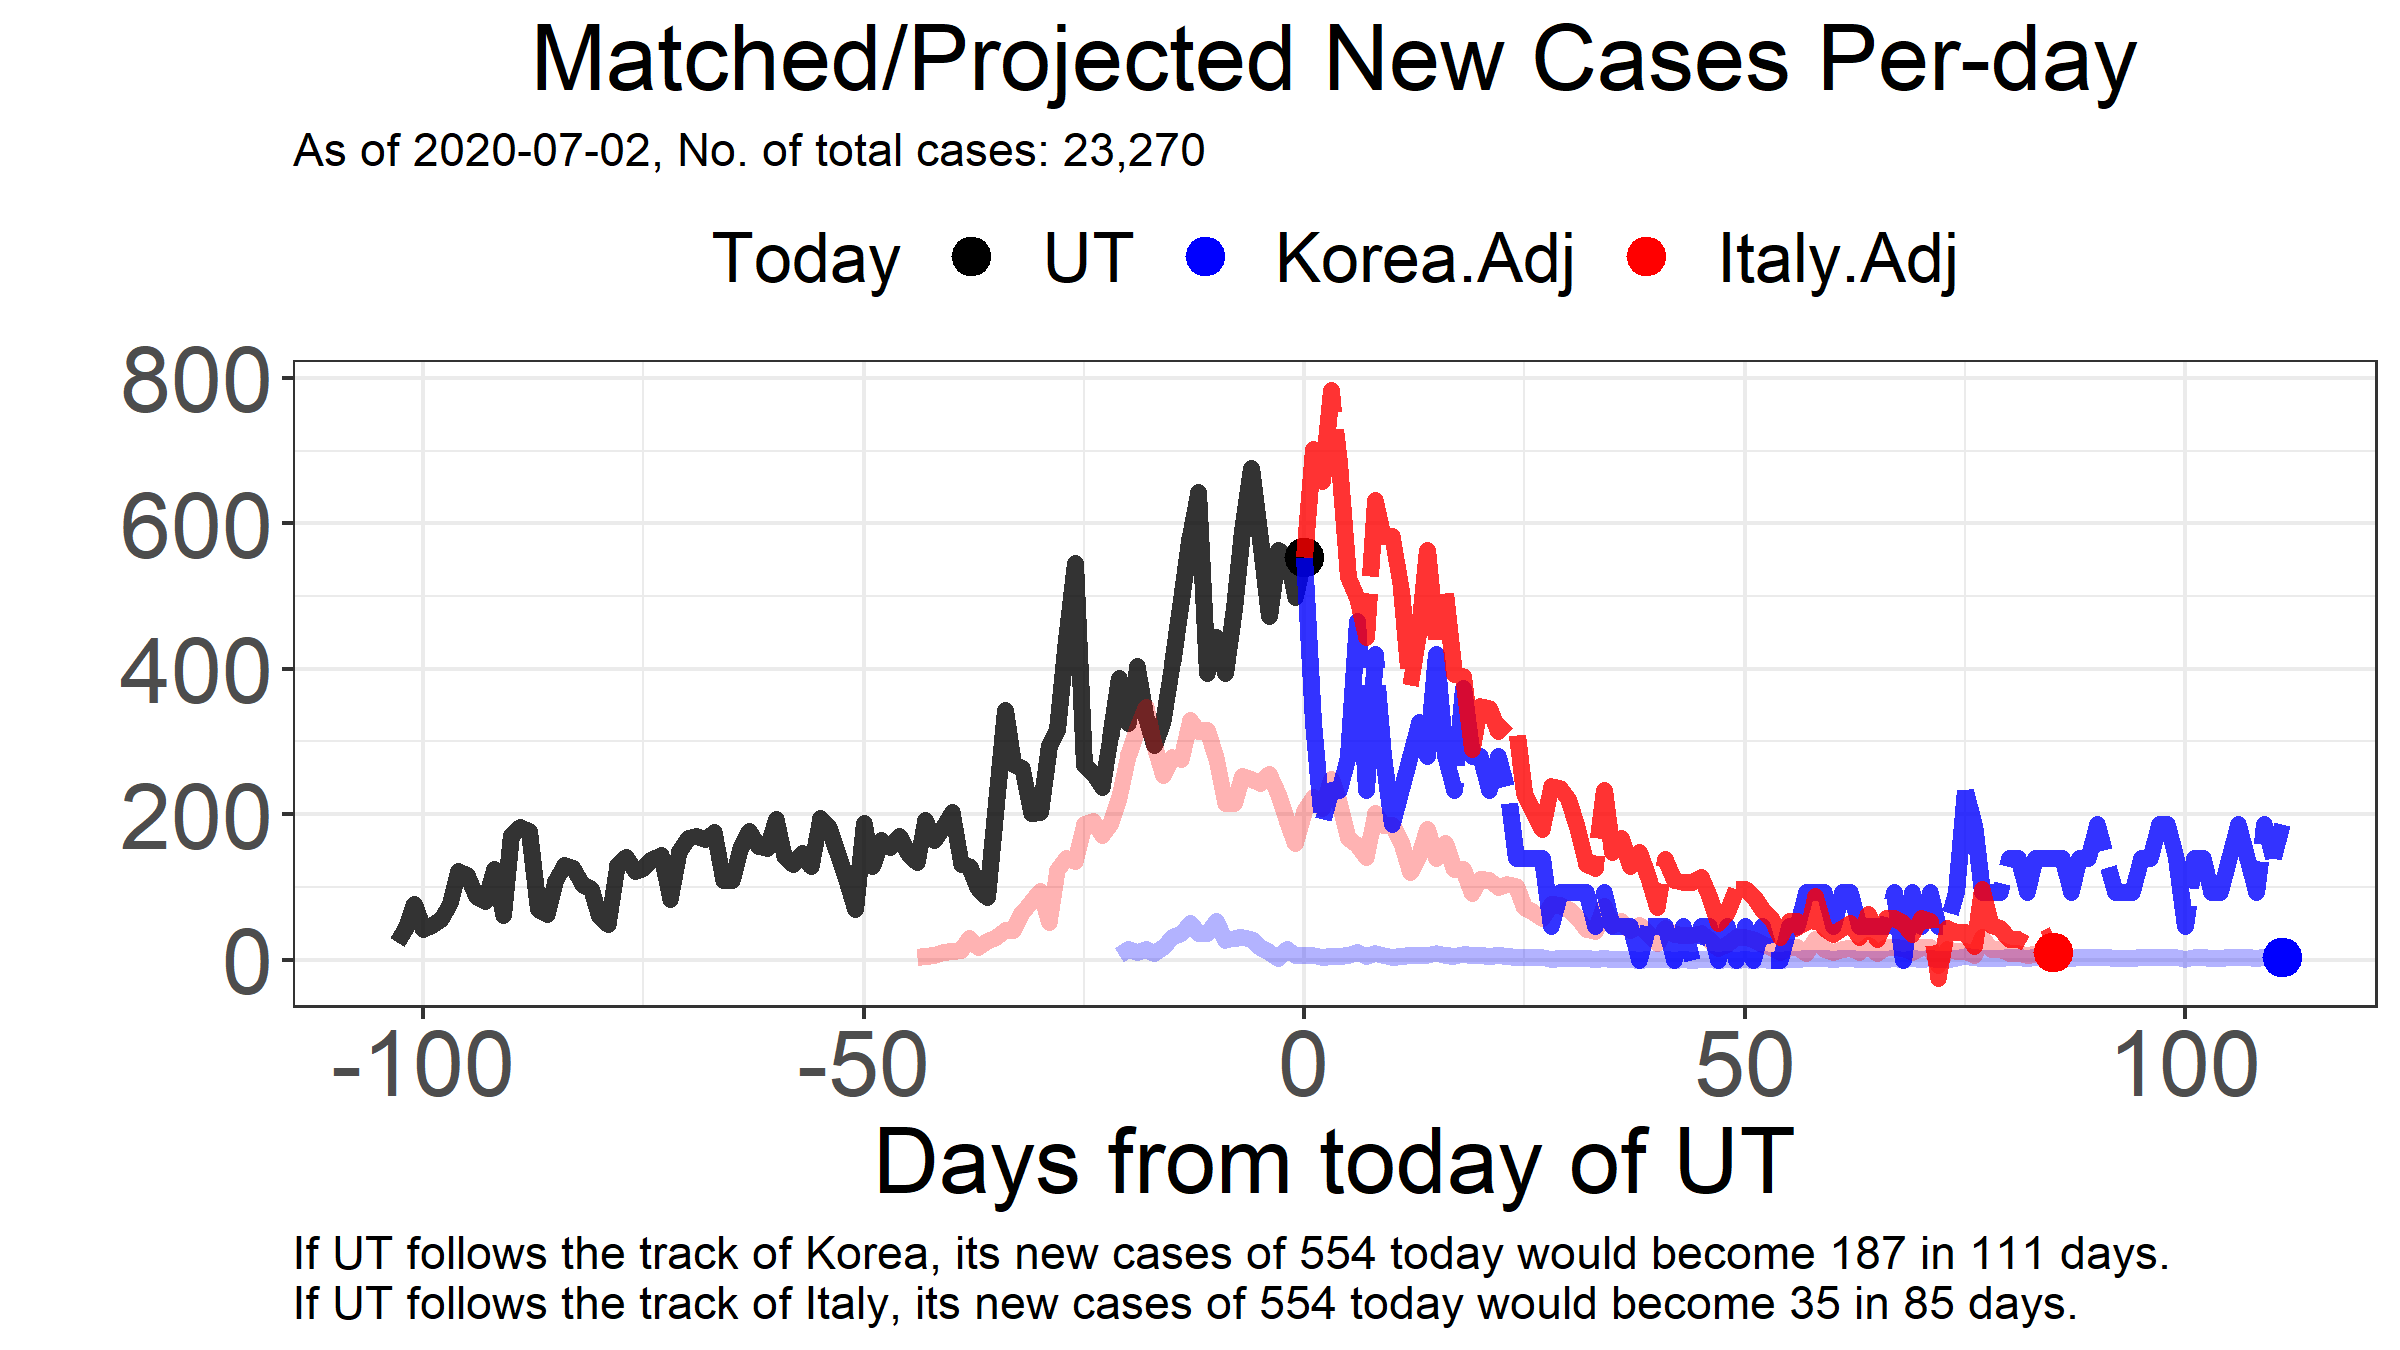 Matched/Projected New Cases Per-day
As of 2020-07-02, No. of total cases: 23,270
Today UT Korea.Adj Italy.Adj
800
600
400
200
0
-100 -50 0 50 100
Days from today of UT
If UT follows the track of Korea, its new cases of 554 today would become 187 in 111 days.
If UT follows the track of Italy, its new cases of 554 today would become 35 in 85 days.